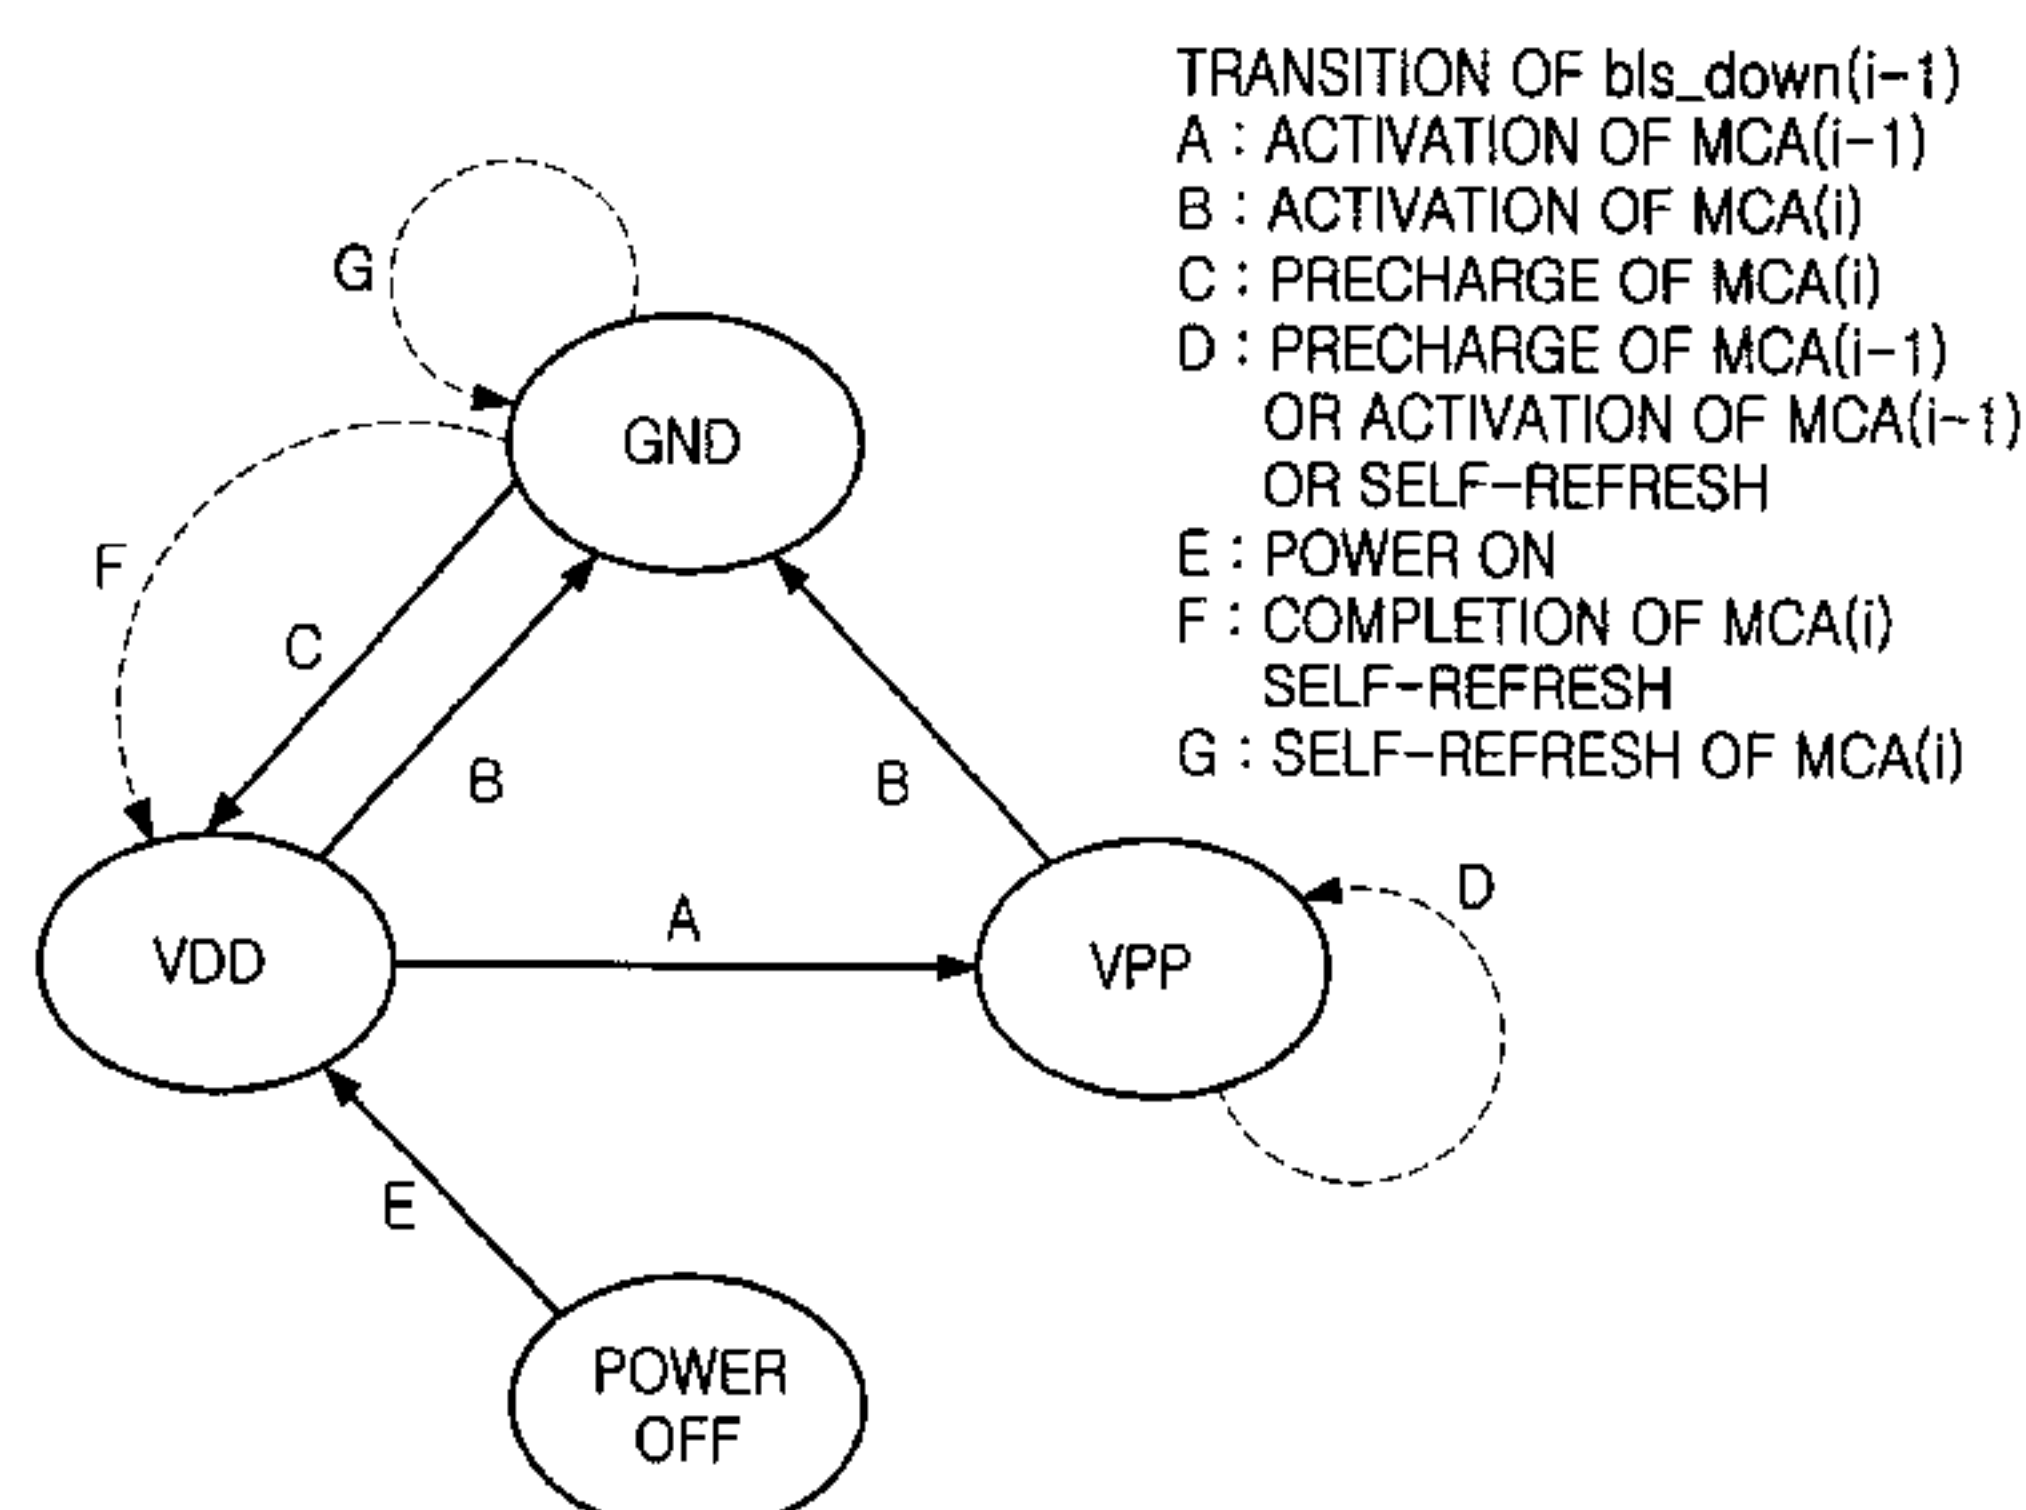 TRANSITION OF bls_down(i-1)
A : ACTIVATION OF MCA(i-1)
B : ACTIVATION OF MCA(i)
C : PRECHARGE OF MCA(i)
D : PRECHARGE OF MCA(i-1)
OR ACTIVATION OF MCA(i-1)
OR SELF-REFRESH
E : POWER ON
F : COMPLETION OF MCA(i)
SELF-REFRESH
G : SELF-REFRESH OF MCA(i)
G
GND
F
C
B
B
D
A
VDD
VPP
E
POWER
OFF